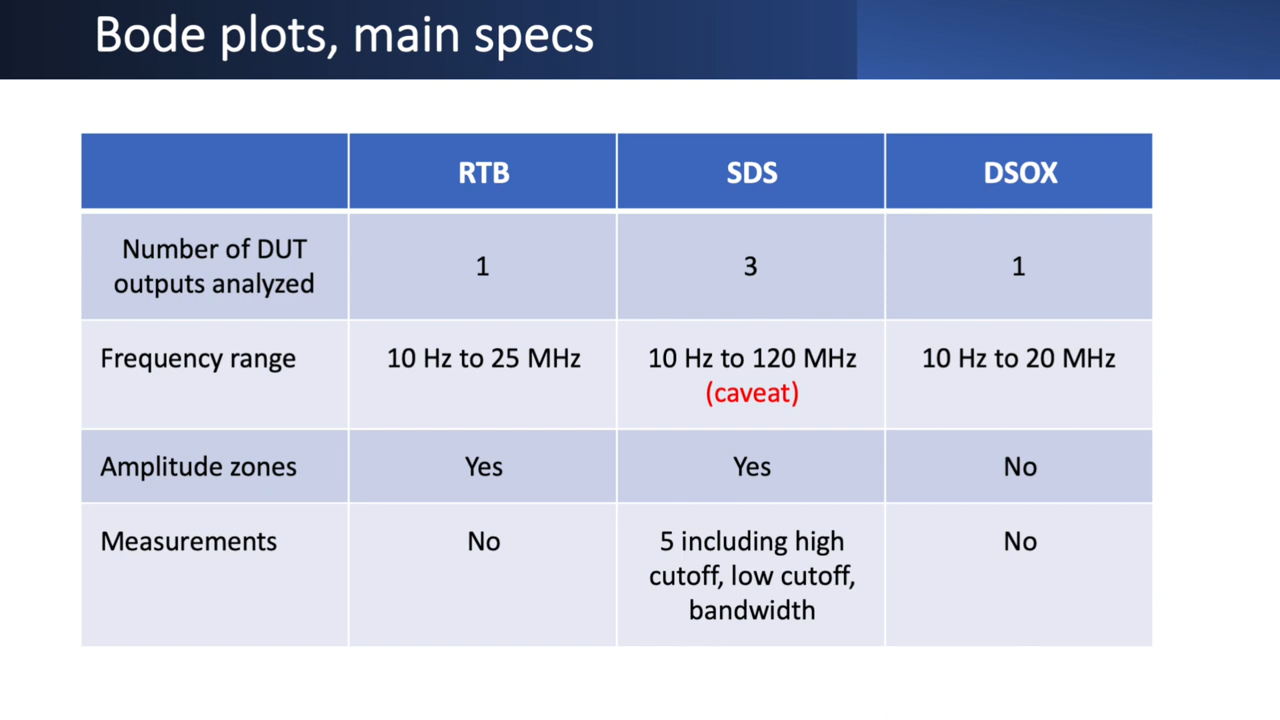 Bode plots, main specs
RTB
SDS
DSOX
Number of DUT
outputs analyzed
1
3
1
Frequency range
10 Hz to 25 MHz
10 Hz to 120 MHz
(caveat)
10 Hz to 20 MHz
Amplitude zones
Yes
Yes
No
Measurements
No
5 including high
cutoff, low cutoff,
bandwidth
No